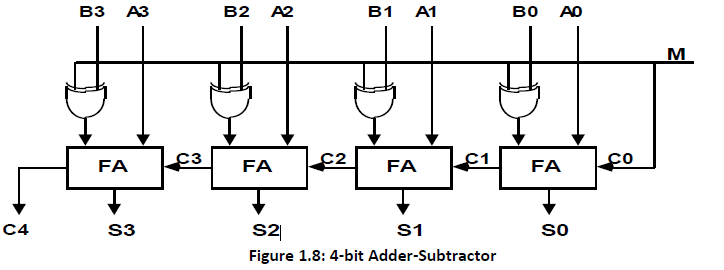 B3 A3 B2 A2 B1 A1 B0 A0
M
FA C3 FA C2 FA C1 FA C0
C4 S3 S2 S1 S0
Figure 1.8: 4-bit Adder-Subtractor